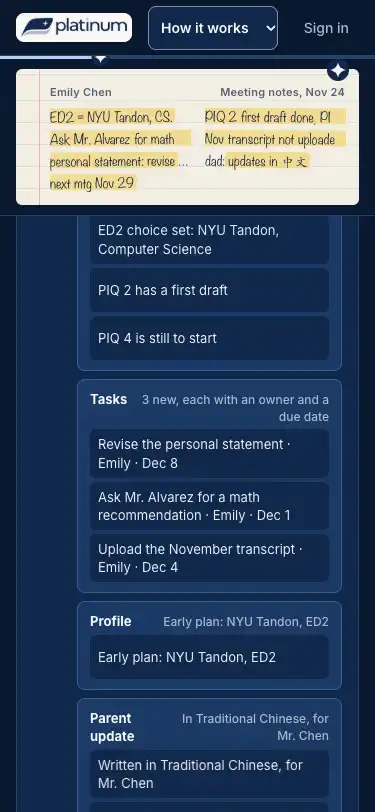 platinum
How it works
Sign in
Emily Chen
Meeting notes, Nov 24
ED2 = NYU Tandon, CS.
Ask Mr. Alvarez for math
personal statement: revise ...
next mtg Nov 29
PIQ 2 first draft done, PI
Nov transcript not uploade
dad: updates in 中文
ED2 choice set: NYU Tandon,
Computer Science
PIQ 2 has a first draft
PIQ 4 is still to start
Tasks
3 new, each with an owner and a
due date
Revise the personal statement ·
Emily · Dec 8
Ask Mr. Alvarez for a math
recommendation · Emily · Dec 1
Upload the November transcript ·
Emily · Dec 4
Profile
Early plan: NYU Tandon, ED2
Early plan: NYU Tandon, ED2
Parent
update
In Traditional Chinese, for
Mr. Chen
Written in Traditional Chinese, for
Mr. Chen